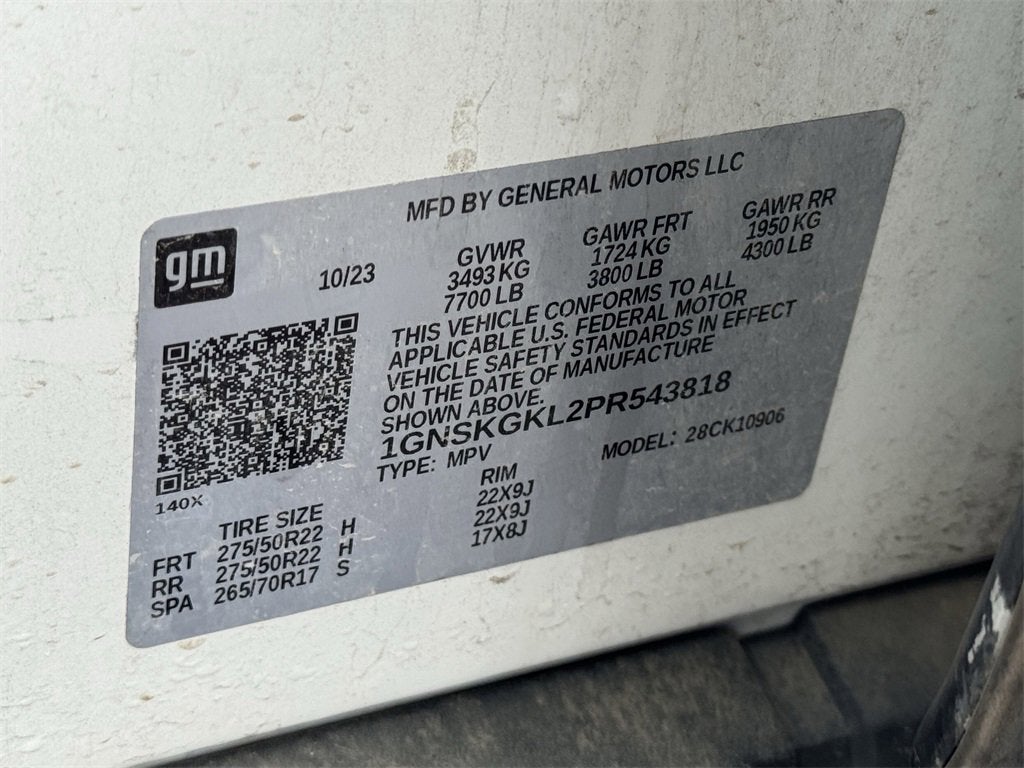 MFD BY GENERAL MOTORS LLC
gm
10/23
GVWR GAWR FRT GAWR RR
3493 KG 1724 KG 1950 KG
7700 LB 3800 LB 4300 LB
THIS VEHICLE CONFORMS TO ALL
APPLICABLE U.S. FEDERAL MOTOR
VEHICLE SAFETY STANDARDS IN EFFECT
ON THE DATE OF MANUFACTURE
SHOWN ABOVE.
1GNSKGKL2PR543818
TYPE: MPV MODEL: 28CK10906
140X
TIRE SIZE RIM
FRT 275/50R22 H 22X9J
RR 275/50R22 H 22X9J
SPA 265/70R17 S 17X8J